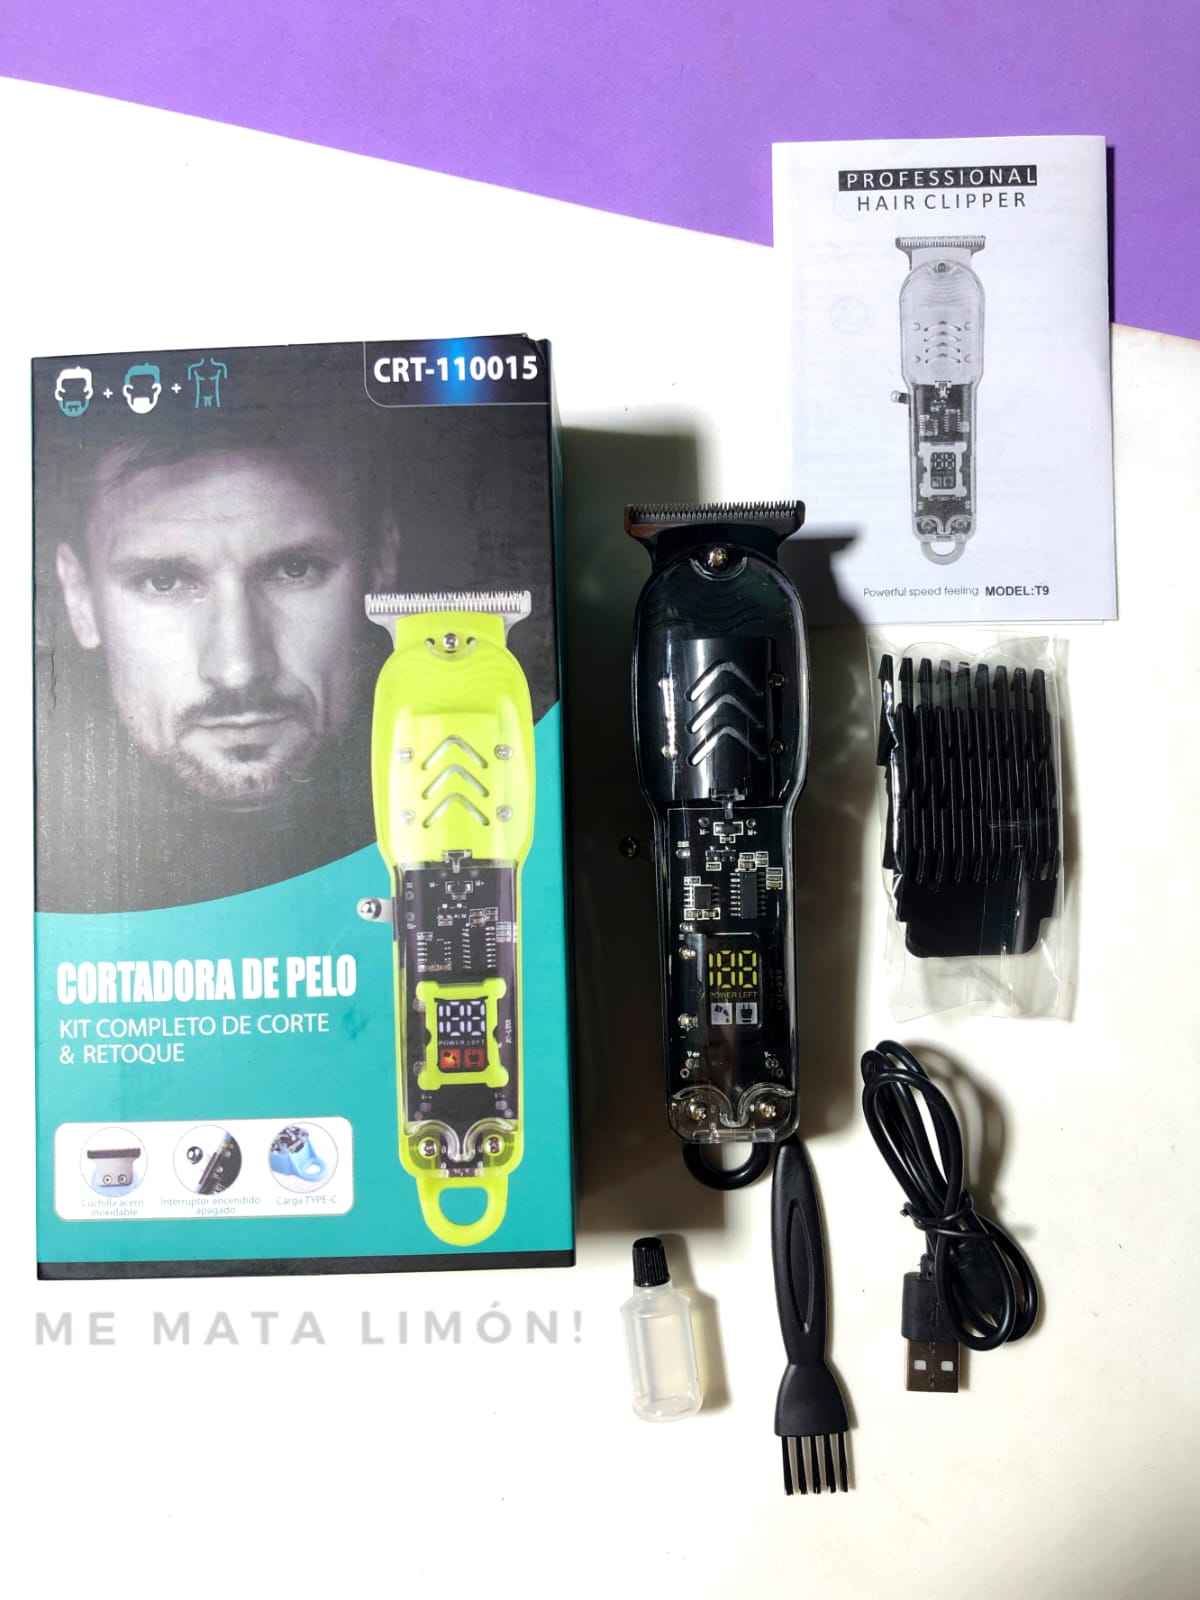 PROFESSIONAL
HAIR CLIPPER
Powerful speed feeling MODEL:T9
CRT-110015
CORTADORA DE PELO
KIT COMPLETO DE CORTE
& RETOQUE
POWER LEFT
Cuchilla acero
inoxidable
Interruptor encendido
apagado
Carga TYPE-C
M-
M+
188
POWER LEFT
V+
V-
ME MATA LIMÓN!